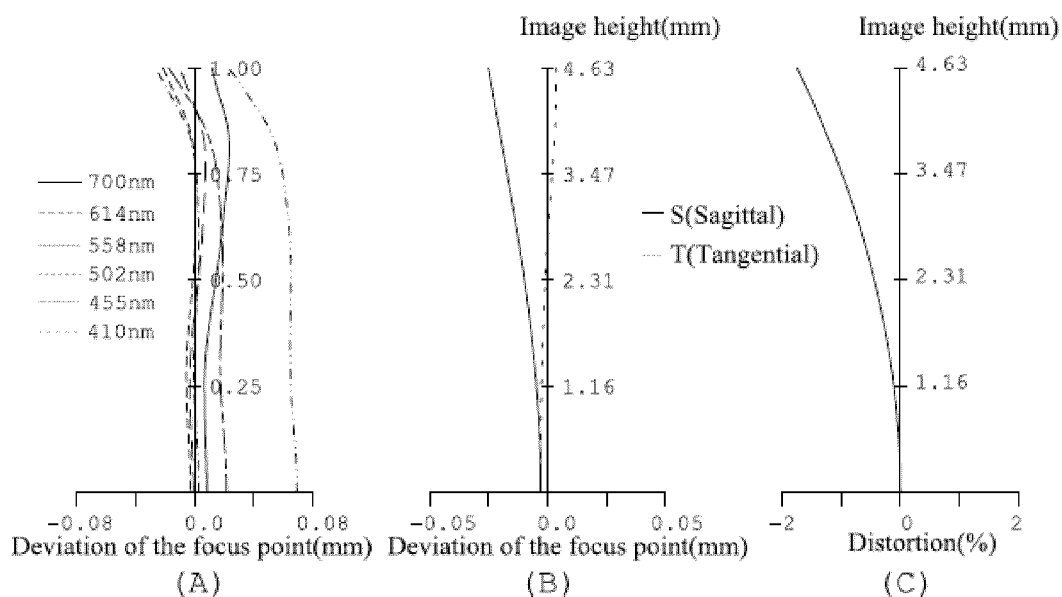 Image height(mm)
Image height(mm)
1.00
4.63
4.63
0.75
3.47
3.47
700nm
614nm
558nm
502nm
455nm
410nm
S(Sagittal)
T(Tangential)
0.50
2.31
2.31
0.25
1.16
1.16
-0.08 0.0 0.08
-0.05 0.0 0.05
-2 0 2
Deviation of the focus point(mm)
Deviation of the focus point(mm)
Distortion(%)
(A)
(B)
(C)